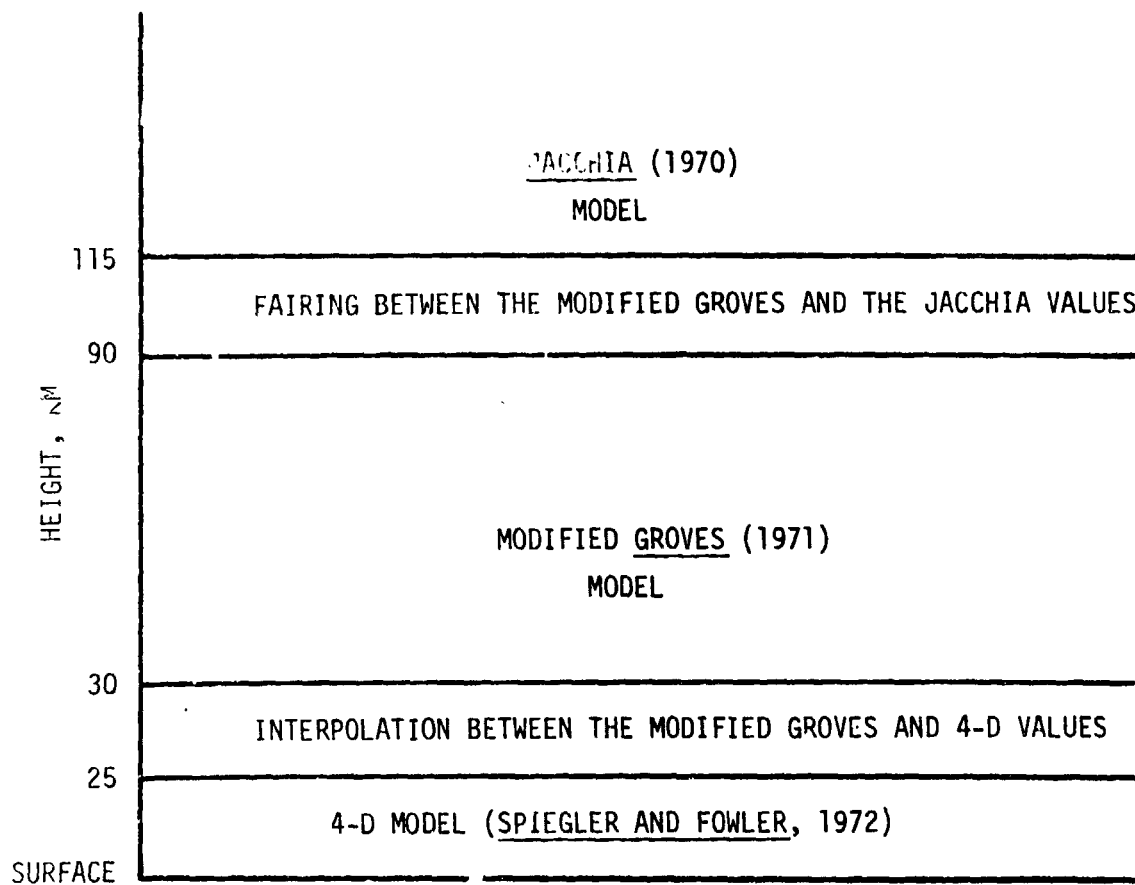 JACCHIA (1970)
MODEL
115
FAIRING BETWEEN THE MODIFIED GROVES AND THE JACCHIA VALUES
90
HEIGHT, KM
MODIFIED GROVES (1971)
MODEL
30
INTERPOLATION BETWEEN THE MODIFIED GROVES AND 4-D VALUES
25
4-D MODEL (SPIEGLER AND FOWLER, 1972)
SURFACE